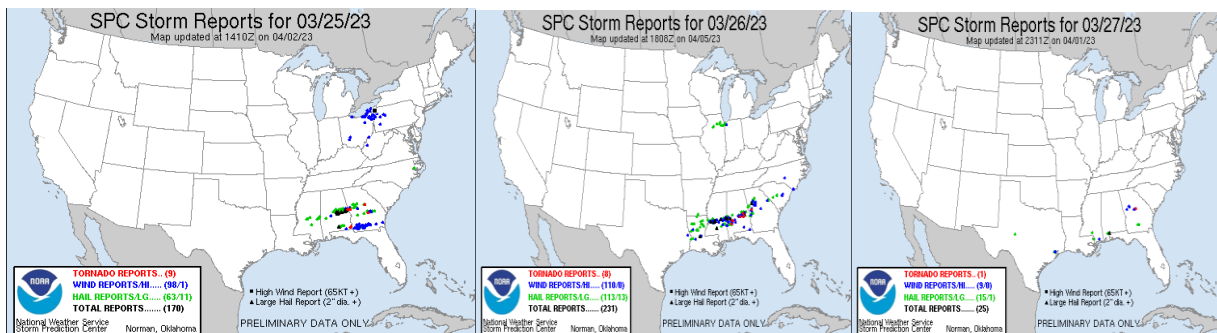 SPC Storm Reports for 03/25/23
Map updated at 1410Z on 04/02/23
NOAA
TORNADO REPORTS.. (9)
WIND REPORTS/HI..... (98/1)
HAIL REPORTS/LG..... (63/11)
TOTAL REPORTS..... (170)
National Weather Service
Storm Prediction Center Norman, Oklahoma
High Wind Report (65KT +)
Large Hail Report (2" dia. +)
PRELIMINARY DATA ONLY
SPC Storm Reports for 03/26/23
Map updated at 1808Z on 04/05/23
NOAA
TORNADO REPORTS.. (8)
WIND REPORTS/HI..... (110/8)
HAIL REPORTS/LG..... (113/13)
TOTAL REPORTS..... (231)
National Weather Service
Storm Prediction Center Norman, Oklahoma
High Wind Report (65KT +)
Large Hail Report (2" dia. +)
PRELIMINARY DATA ONLY
SPC Storm Reports for 03/27/23
Map updated at 2311Z on 04/01/23
NOAA
TORNADO REPORTS.. (1)
WIND REPORTS/HI..... (9/0)
HAIL REPORTS/LG..... (15/1)
TOTAL REPORTS..... (25)
National Weather Service
Storm Prediction Center Norman, Oklahoma
High Wind Report (65KT +)
Large Hail Report (2" dia. +)
PRELIMINARY DATA ONLY